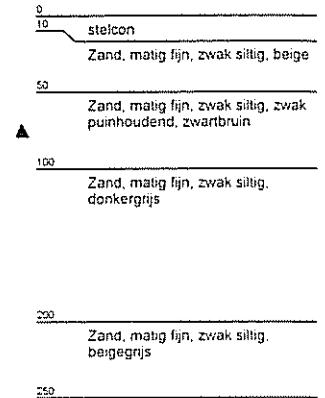 0
10
stelcon
Zand, matig fijn, zwak siltig, beige
50
Zand, matig fijn, zwak siltig, zwak
puinhoudend, zwartbruin
100
Zand, matig fijn, zwak siltig,
donkergrijs
200
Zand, matig fijn, zwak siltig,
beigegrijs
250